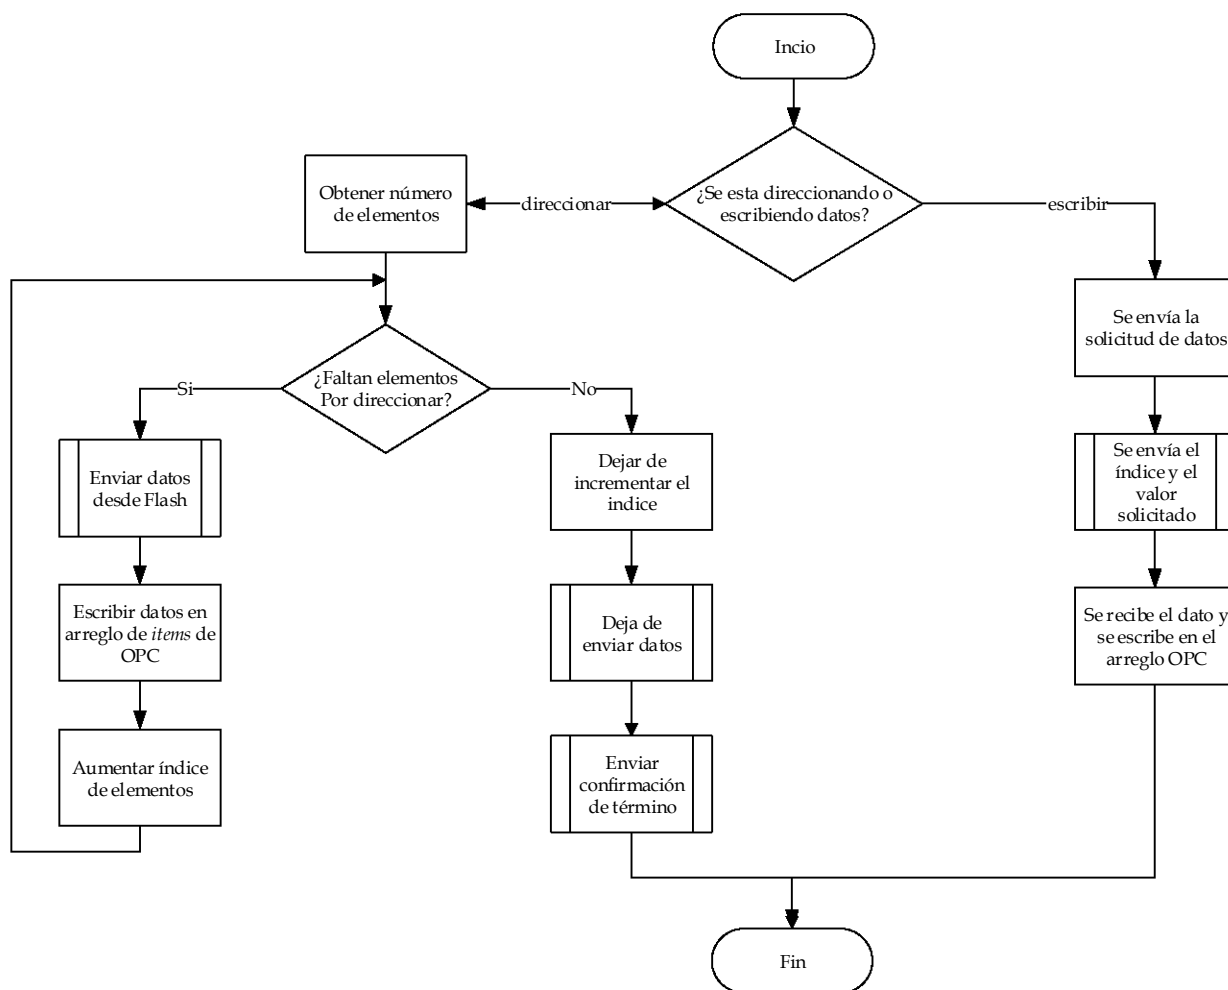 Incio
¿Se esta direccionando o
escribiendo datos?
direccionar
escribir
Obtener número
de elementos
¿Faltan elementos
Por direccionar?
Si
No
Enviar datos
desde Flash
Escribir datos en
arreglo de items de
OPC
Aumentar índice
de elementos
Dejar de
incrementar el
indice
Deja de
enviar datos
Enviar
confirmación
de término
Se envía la
solicitud de datos
Se envía el
índice y el
valor
solicitado
Se recibe el dato y
se escribe en el
arreglo OPC
Fin